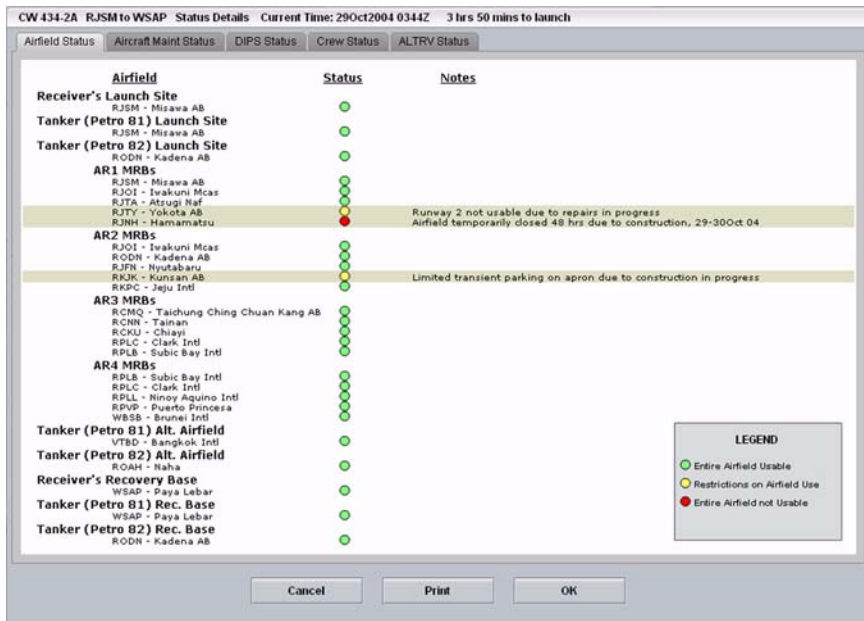 CW 434-2A RJSM to WSAP Status Details Current Time: 29Oct2004 0344Z 3 hrs 50 mins to launch
Airfield Status Aircraft Maint Status DIPS Status Crew Status ALTRV Status
Airfield Status Notes
Receiver's Launch Site
RJSM - Misawa AB
Tanker (Petro 81) Launch Site
RJSM - Misawa AB
Tanker (Petro 82) Launch Site
RODN - Kadena AB
AR1 MRBs
RJSM - Misawa AB
RJOI - Iwakuni Mcas
RJTA - Atsugi Naf
RJTY - Yokota AB Runway 2 not usable due to repairs in progress
RJNH - Hamamatsu Airfield temporarily closed 48 hrs due to construction, 29-30Oct 04
AR2 MRBs
RJOI - Iwakuni Mcas
RODN - Kadena AB
RJFN - Nyutabaru
RKJK - Kunsan AB Limited transient parking on apron due to construction in progress
RKPC - Jeju Intl
AR3 MRBs
RCMQ - Taichung Ching Chuan Kang AB
RCNN - Tainan
RCKU - Chiayi
RPLC - Clark Intl
RPLB - Subic Bay Intl
AR4 MRBs
RPLB - Subic Bay Intl
RPLC - Clark Intl
RPLL - Ninoy Aquino Intl
RPVP - Puerto Princesa
WBSB - Brunei Intl
Tanker (Petro 81) Alt. Airfield
VTBD - Bangkok Intl
Tanker (Petro 82) Alt. Airfield
ROAH - Naha
Receiver's Recovery Base
WSAP - Paya Lebar
Tanker (Petro 81) Rec. Base
WSAP - Paya Lebar
Tanker (Petro 82) Rec. Base
RODN - Kadena AB
LEGEND
Entire Airfield Usable
Restrictions on Airfield Use
Entire Airfield not Usable
Cancel Print OK